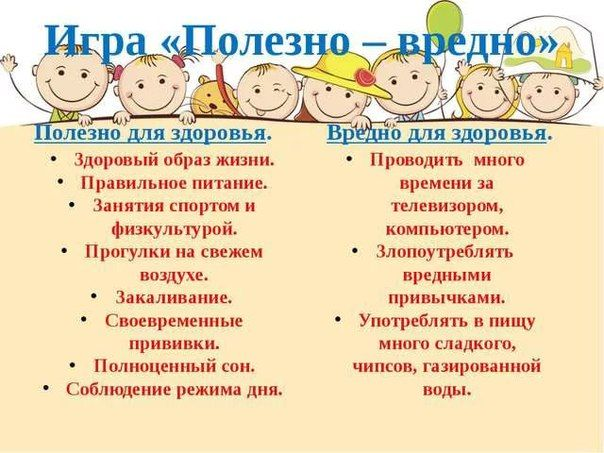 Игра «Полезно – вредно»
Полезно для здоровья.
• Здоровый образ жизни.
• Правильное питание.
• Занятия спортом и
физкультурой.
• Прогулки на свежем
воздухе.
• Закаливание.
• Своевременные
прививки.
• Полноценный сон.
• Соблюдение режима дня.
Вредно для здоровья.
• Проводить много
времени за
телевизором,
компьютером.
• Злопоутреблять
вредными
привычками.
• Употреблять в пищу
много сладкого,
чипсов, газированной
воды.